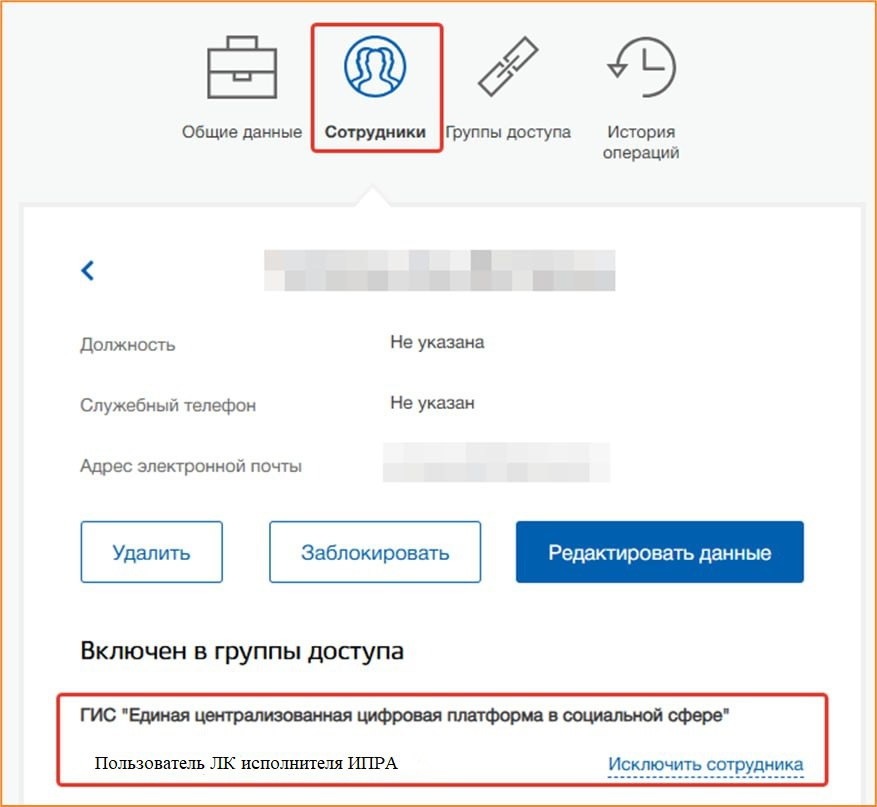 Общие данные
Сотрудники
Группы доступа
История
операций
Должность
Не указана
Служебный телефон
Не указан
Адрес электронной почты
Удалить
Заблокировать
Редактировать данные
Включен в группы доступа
ГИС "Единая централизованная цифровая платформа в социальной сфере"
Пользователь ЛК исполнителя ИПРА
Исключить сотрудника